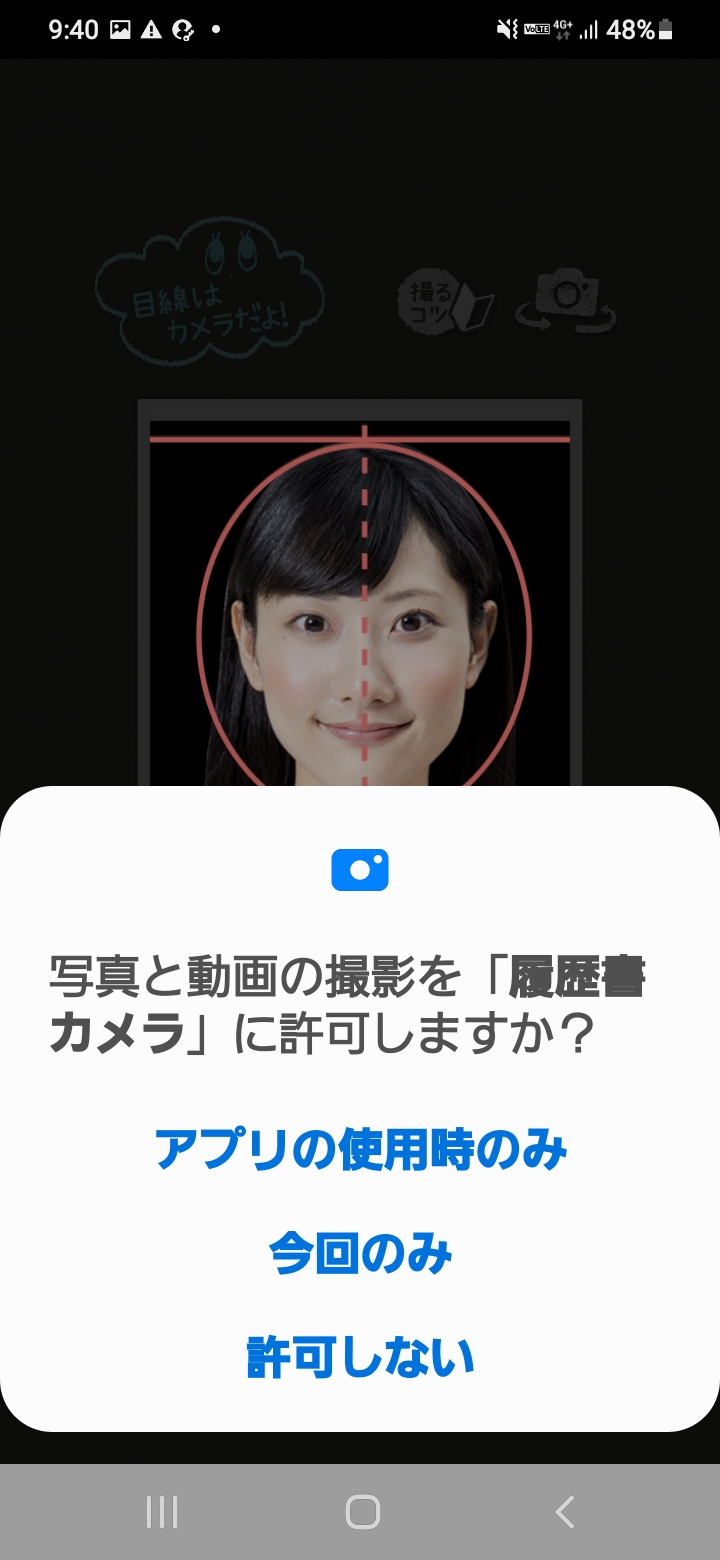 9:40 VoLTE 4G+ 48%
目線は
カメラだよ!
撮る
コツ
写真と動画の撮影を「履歴書
カメラ」に許可しますか？
アプリの使用時のみ
今回のみ
許可しない